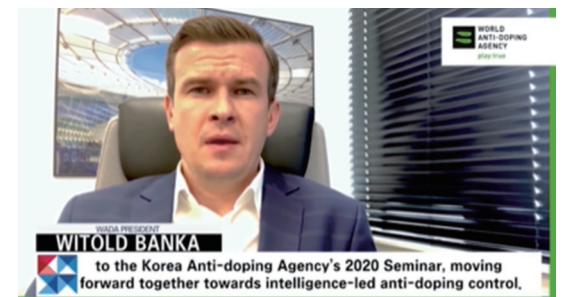 WORLD
ANTI-DOPING
AGENCY
play true
WADA PRESIDENT
WITOLD BANKA
to the Korea Anti-doping Agency's 2020 Seminar, moving
forward together towards intelligence-led anti-doping control.